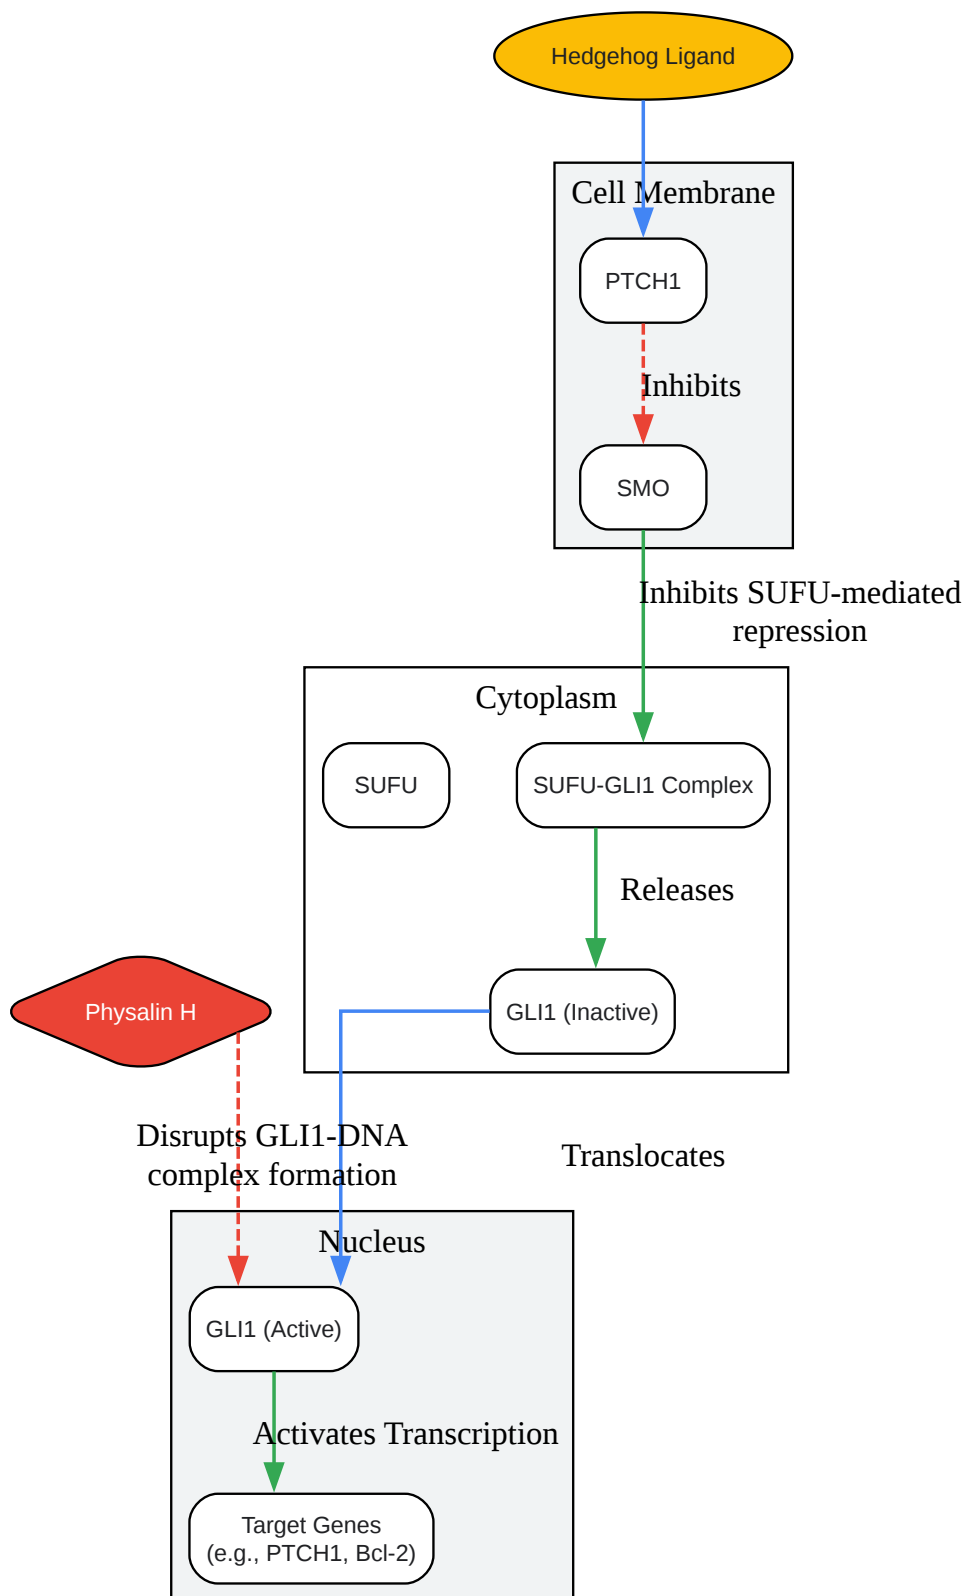 Hedgehog Ligand
Cell Membrane
PTCH1
Inhibits
SMO
Inhibits SUFU-mediated
repression
Cytoplasm
SUFU
SUFU-GLI1 Complex
Releases
Physalin H
GLI1 (Inactive)
Disrupts GLI1-DNA
complex formation
Translocates
Nucleus
GLI1 (Active)
Activates Transcription
Target Genes
(e.g., PTCH1, Bcl-2)